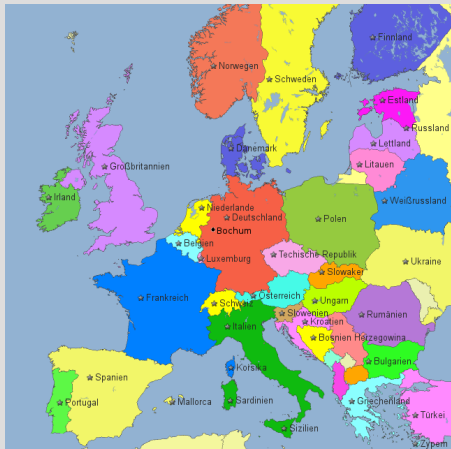 Finnland
Norwegen
Schweden
Estland
Russland
Dänemark
Lettland
Großbritannien
Litauen
Irland
Weißrussland
Niederlande
Deutschland
Polen
Bochum
Belgien
Luxemburg
Techische Republik
Ukraine
Slowakei
Frankreich
Schweiz
Österreich
Ungarn
Slowenien
Kroatien
Rumänien
Italien
Bosnien Herzegowina
Bulgarien
Korsika
Spanien
Portugal
Mallorca
Sardinien
Griechenland
Türkei
Sizilien
Zypern